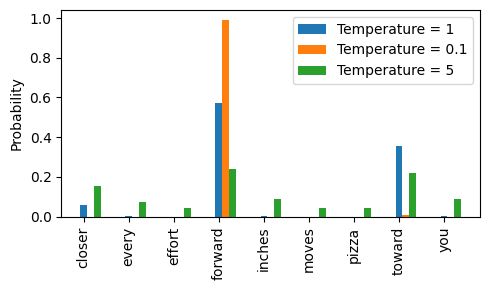 Temperature = 1
Temperature = 0.1
Temperature = 5
Probability
1.0
0.8
0.6
0.4
0.2
0.0
closer
every
effort
forward
inches
moves
pizza
toward
you